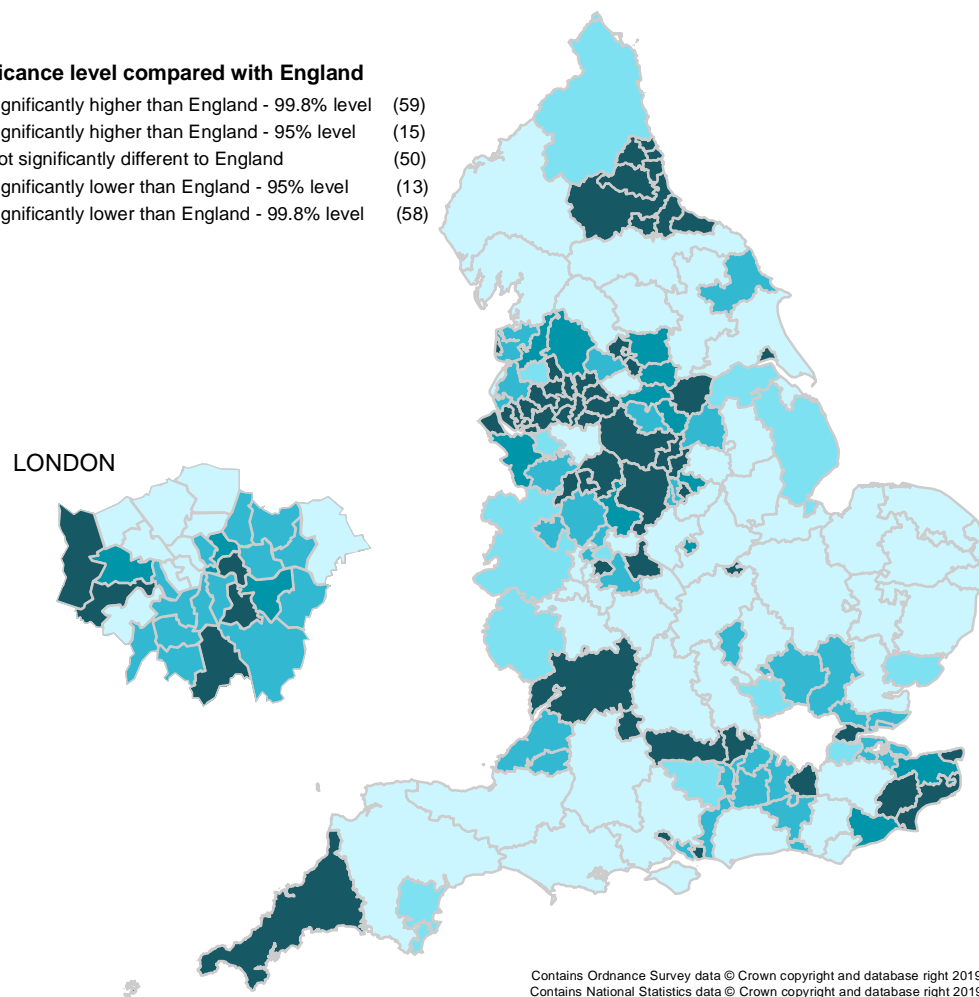 icance level compared with England
gnificantly higher than England - 99.8% level (59)
gnificantly higher than England - 95% level (15)
ot significantly different to England (50)
gnificantly lower than England - 95% level (13)
gnificantly lower than England - 99.8% level (58)
LONDON
Contains Ordnance Survey data © Crown copyright and database right 2019
Contains National Statistics data © Crown copyright and database right 2019